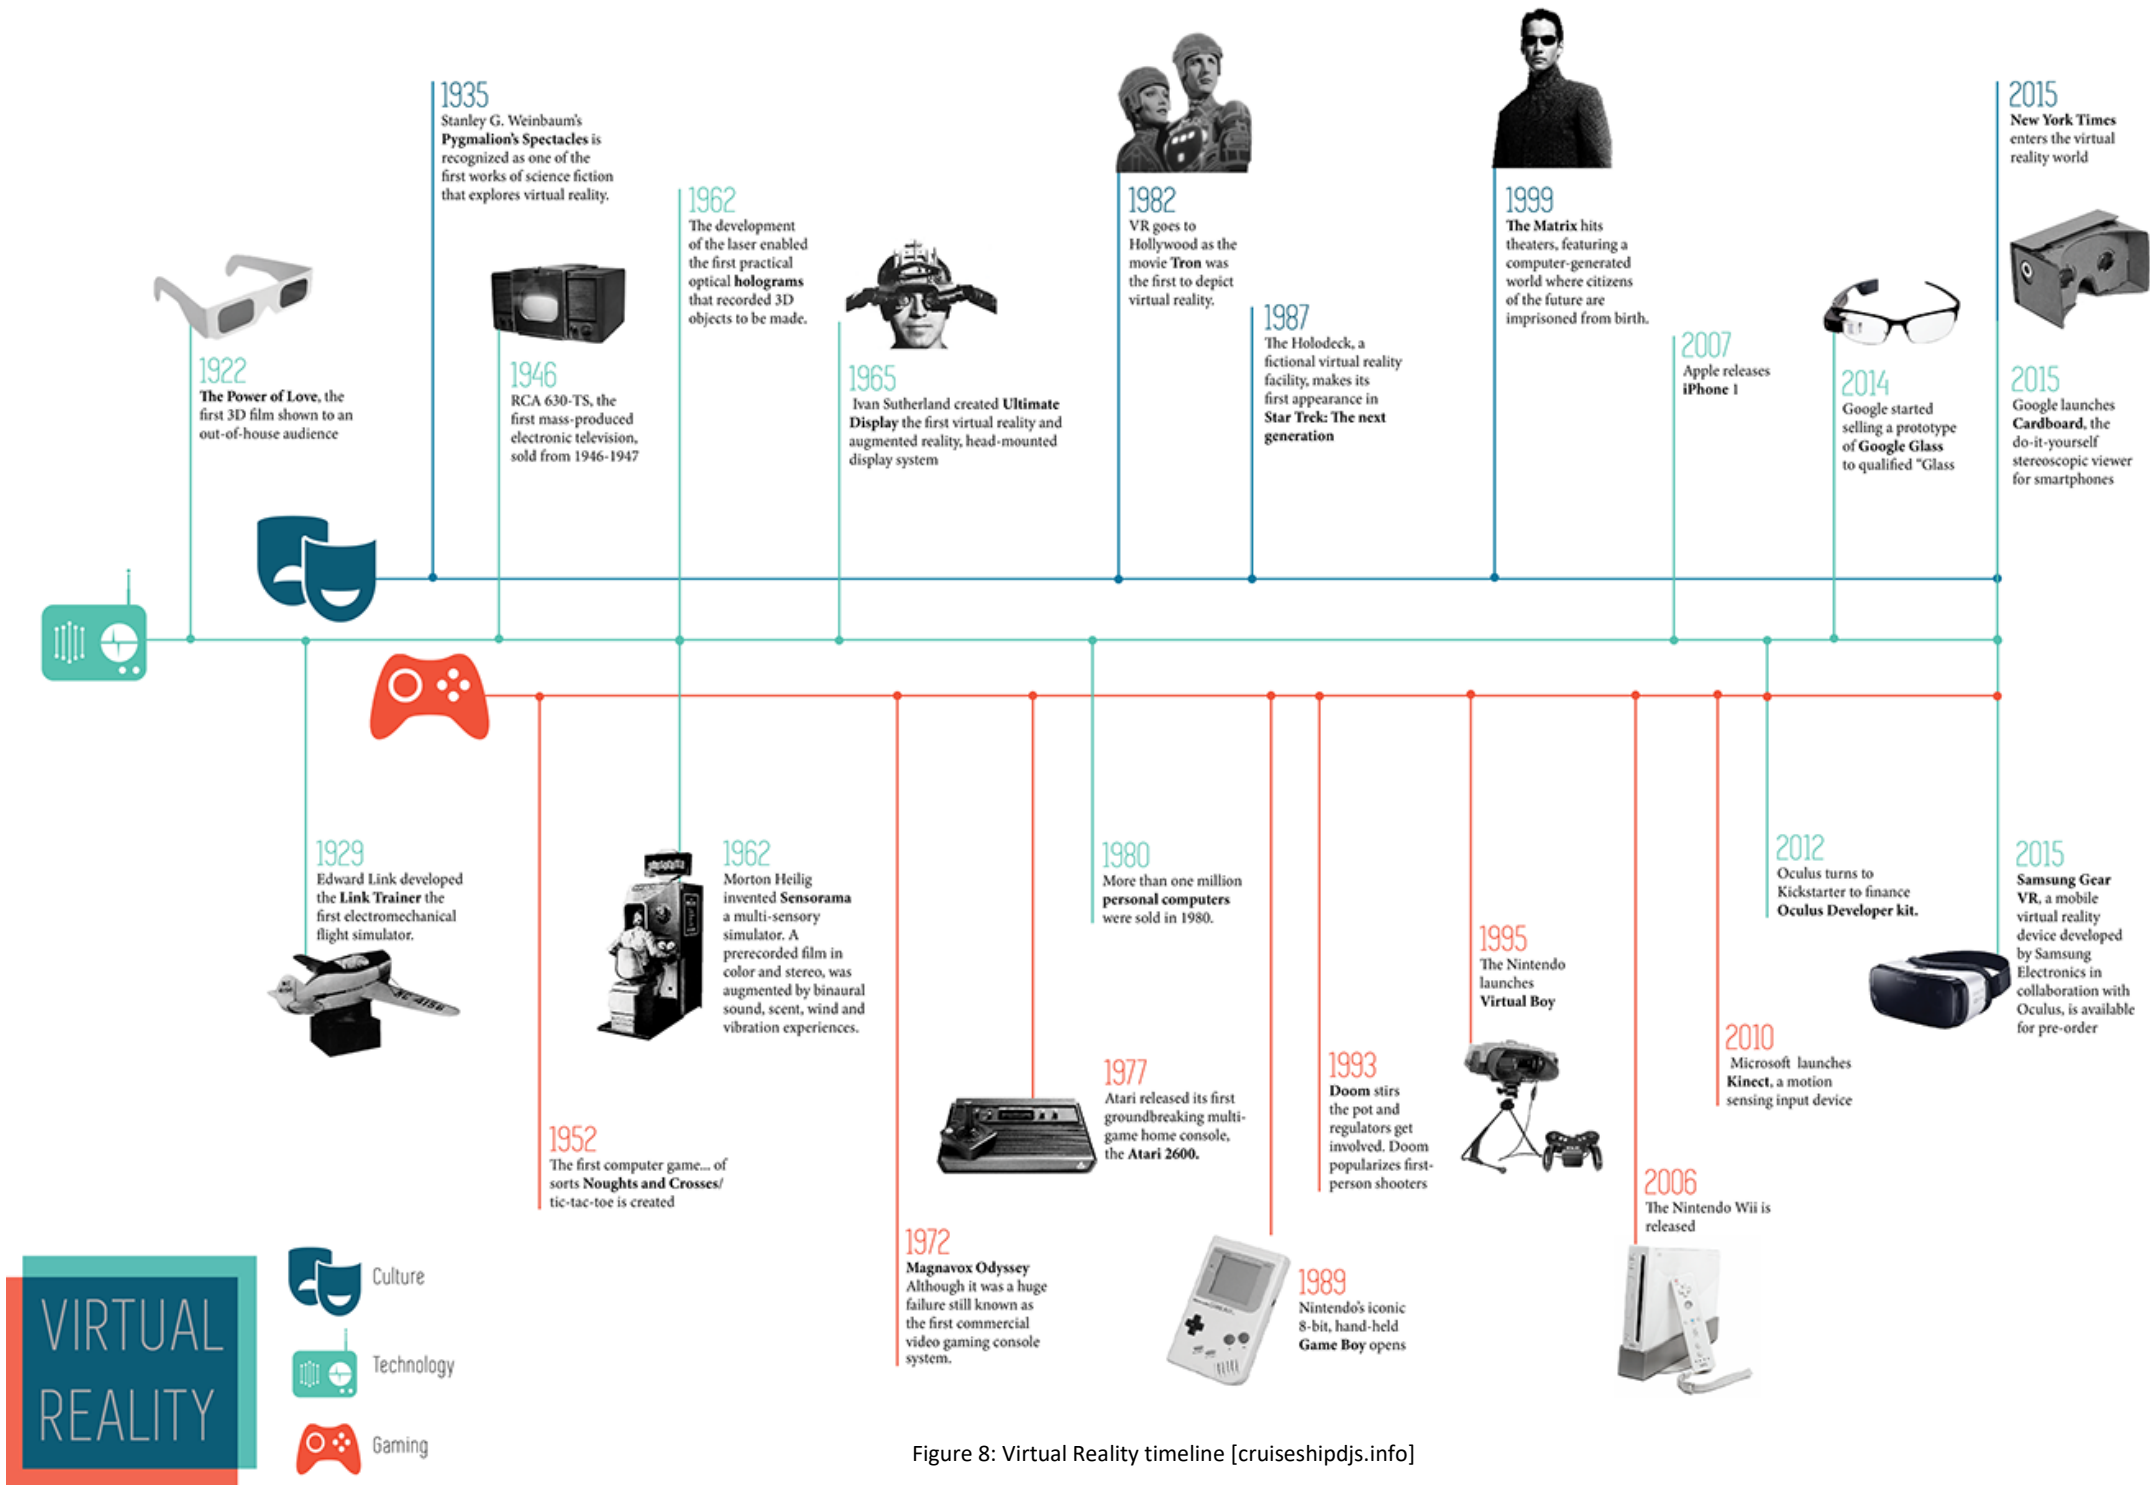 1935
Stanley G. Weinbaum's
Pygmalion's Spectacles is
recognized as one of the
first works of science fiction
that explores virtual reality.
1962
The development
of the laser enabled
the first practical
optical holograms
that recorded 3D
objects to be made.
1982
VR goes to
Hollywood as the
movie Tron was
the first to depict
virtual reality.
1987
The Holodeck, a
fictional virtual reality
facility, makes its
first appearance in
Star Trek: The next
generation
1999
The Matrix hits
theaters, featuring a
computer-generated
world where citizens
of the future are
imprisoned from birth.
2015
New York Times
enters the virtual
reality world
1922
The Power of Love, the
first 3D film shown to an
out-of-house audience
1946
RCA 630-TS, the
first mass-produced
electronic television,
sold from 1946-1947
1965
Ivan Sutherland created Ultimate
Display the first virtual reality and
augmented reality, head-mounted
display system
2007
Apple releases
iPhone 1
2014
Google started
selling a prototype
of Google Glass
to qualified "Glass
2015
Google launches
Cardboard, the
do-it-yourself
stereoscopic viewer
for smartphones
1929
Edward Link developed
the Link Trainer the
first electromechanical
flight simulator.
NC 4156
1962
Morton Heilig
invented Sensorama
a multi-sensory
simulator. A
prerecorded film in
color and stereo, was
augmented by binaural
sound, scent, wind and
vibration experiences.
1980
More than one million
personal computers
were sold in 1980.
2012
Oculus turns to
Kickstarter to finance
Oculus Developer kit.
2015
Samsung Gear
VR, a mobile
virtual reality
device developed
by Samsung
Electronics in
collaboration with
Oculus, is available
for pre-order
1952
The first computer game... of
sorts Noughts and Crosses/
tic-tac-toe is created
1972
Magnavox Odyssey
Although it was a huge
failure still known as
the first commercial
video gaming console
system.
1977
Atari released its first
groundbreaking multi-
game home console,
the Atari 2600.
1989
Nintendo's iconic
8-bit, hand-held
Game Boy opens
1993
Doom stirs
the pot and
regulators get
involved. Doom
popularizes first-
person shooters
1995
The Nintendo
launches
Virtual Boy
2006
The Nintendo Wii is
released
2010
Microsoft launches
Kinect, a motion
sensing input device
VIRTUAL
REALITY
Culture
Technology
Gaming
Figure 8: Virtual Reality timeline [cruiseshipdjs.info]